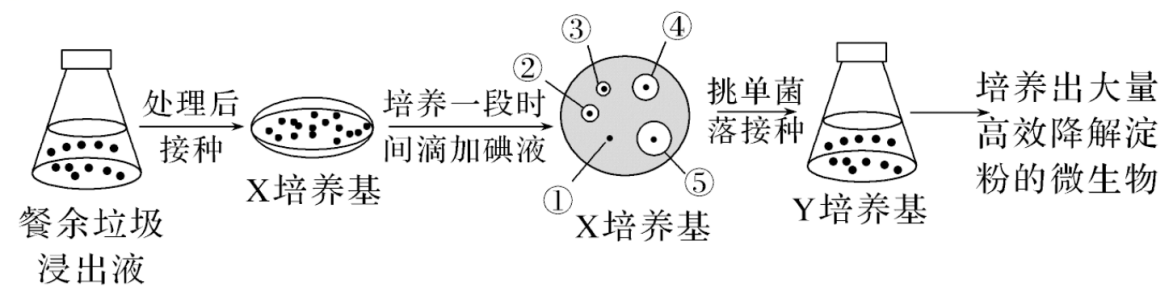 餐余垃圾
浸出液
处理后
接种
X培养基
培养一段时
间滴加碘液
①
②
③
④
⑤
X培养基
挑单菌
落接种
Y培养基
培养出大量
高效降解淀
粉的微生物